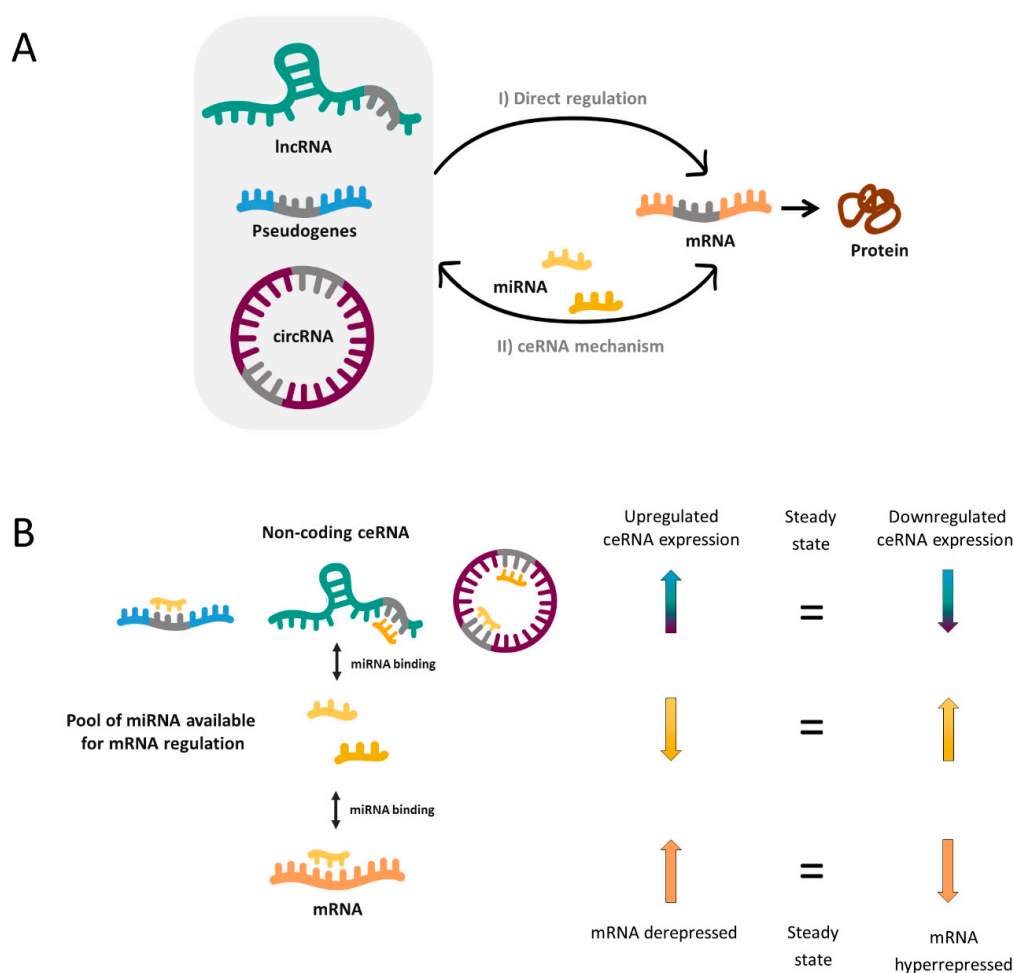 A
I) Direct regulation
lncRNA
Pseudogenes
mRNA
Protein
miRNA
circRNA
II) ceRNA mechanism
B
Non-coding ceRNA
Upregulated
ceRNA expression
Steady
state
Downregulated
ceRNA expression
=
miRNA binding
Pool of miRNA available
for mRNA regulation
=
miRNA binding
=
mRNA
mRNA derepressed
Steady
state
mRNA
hyperrepressed